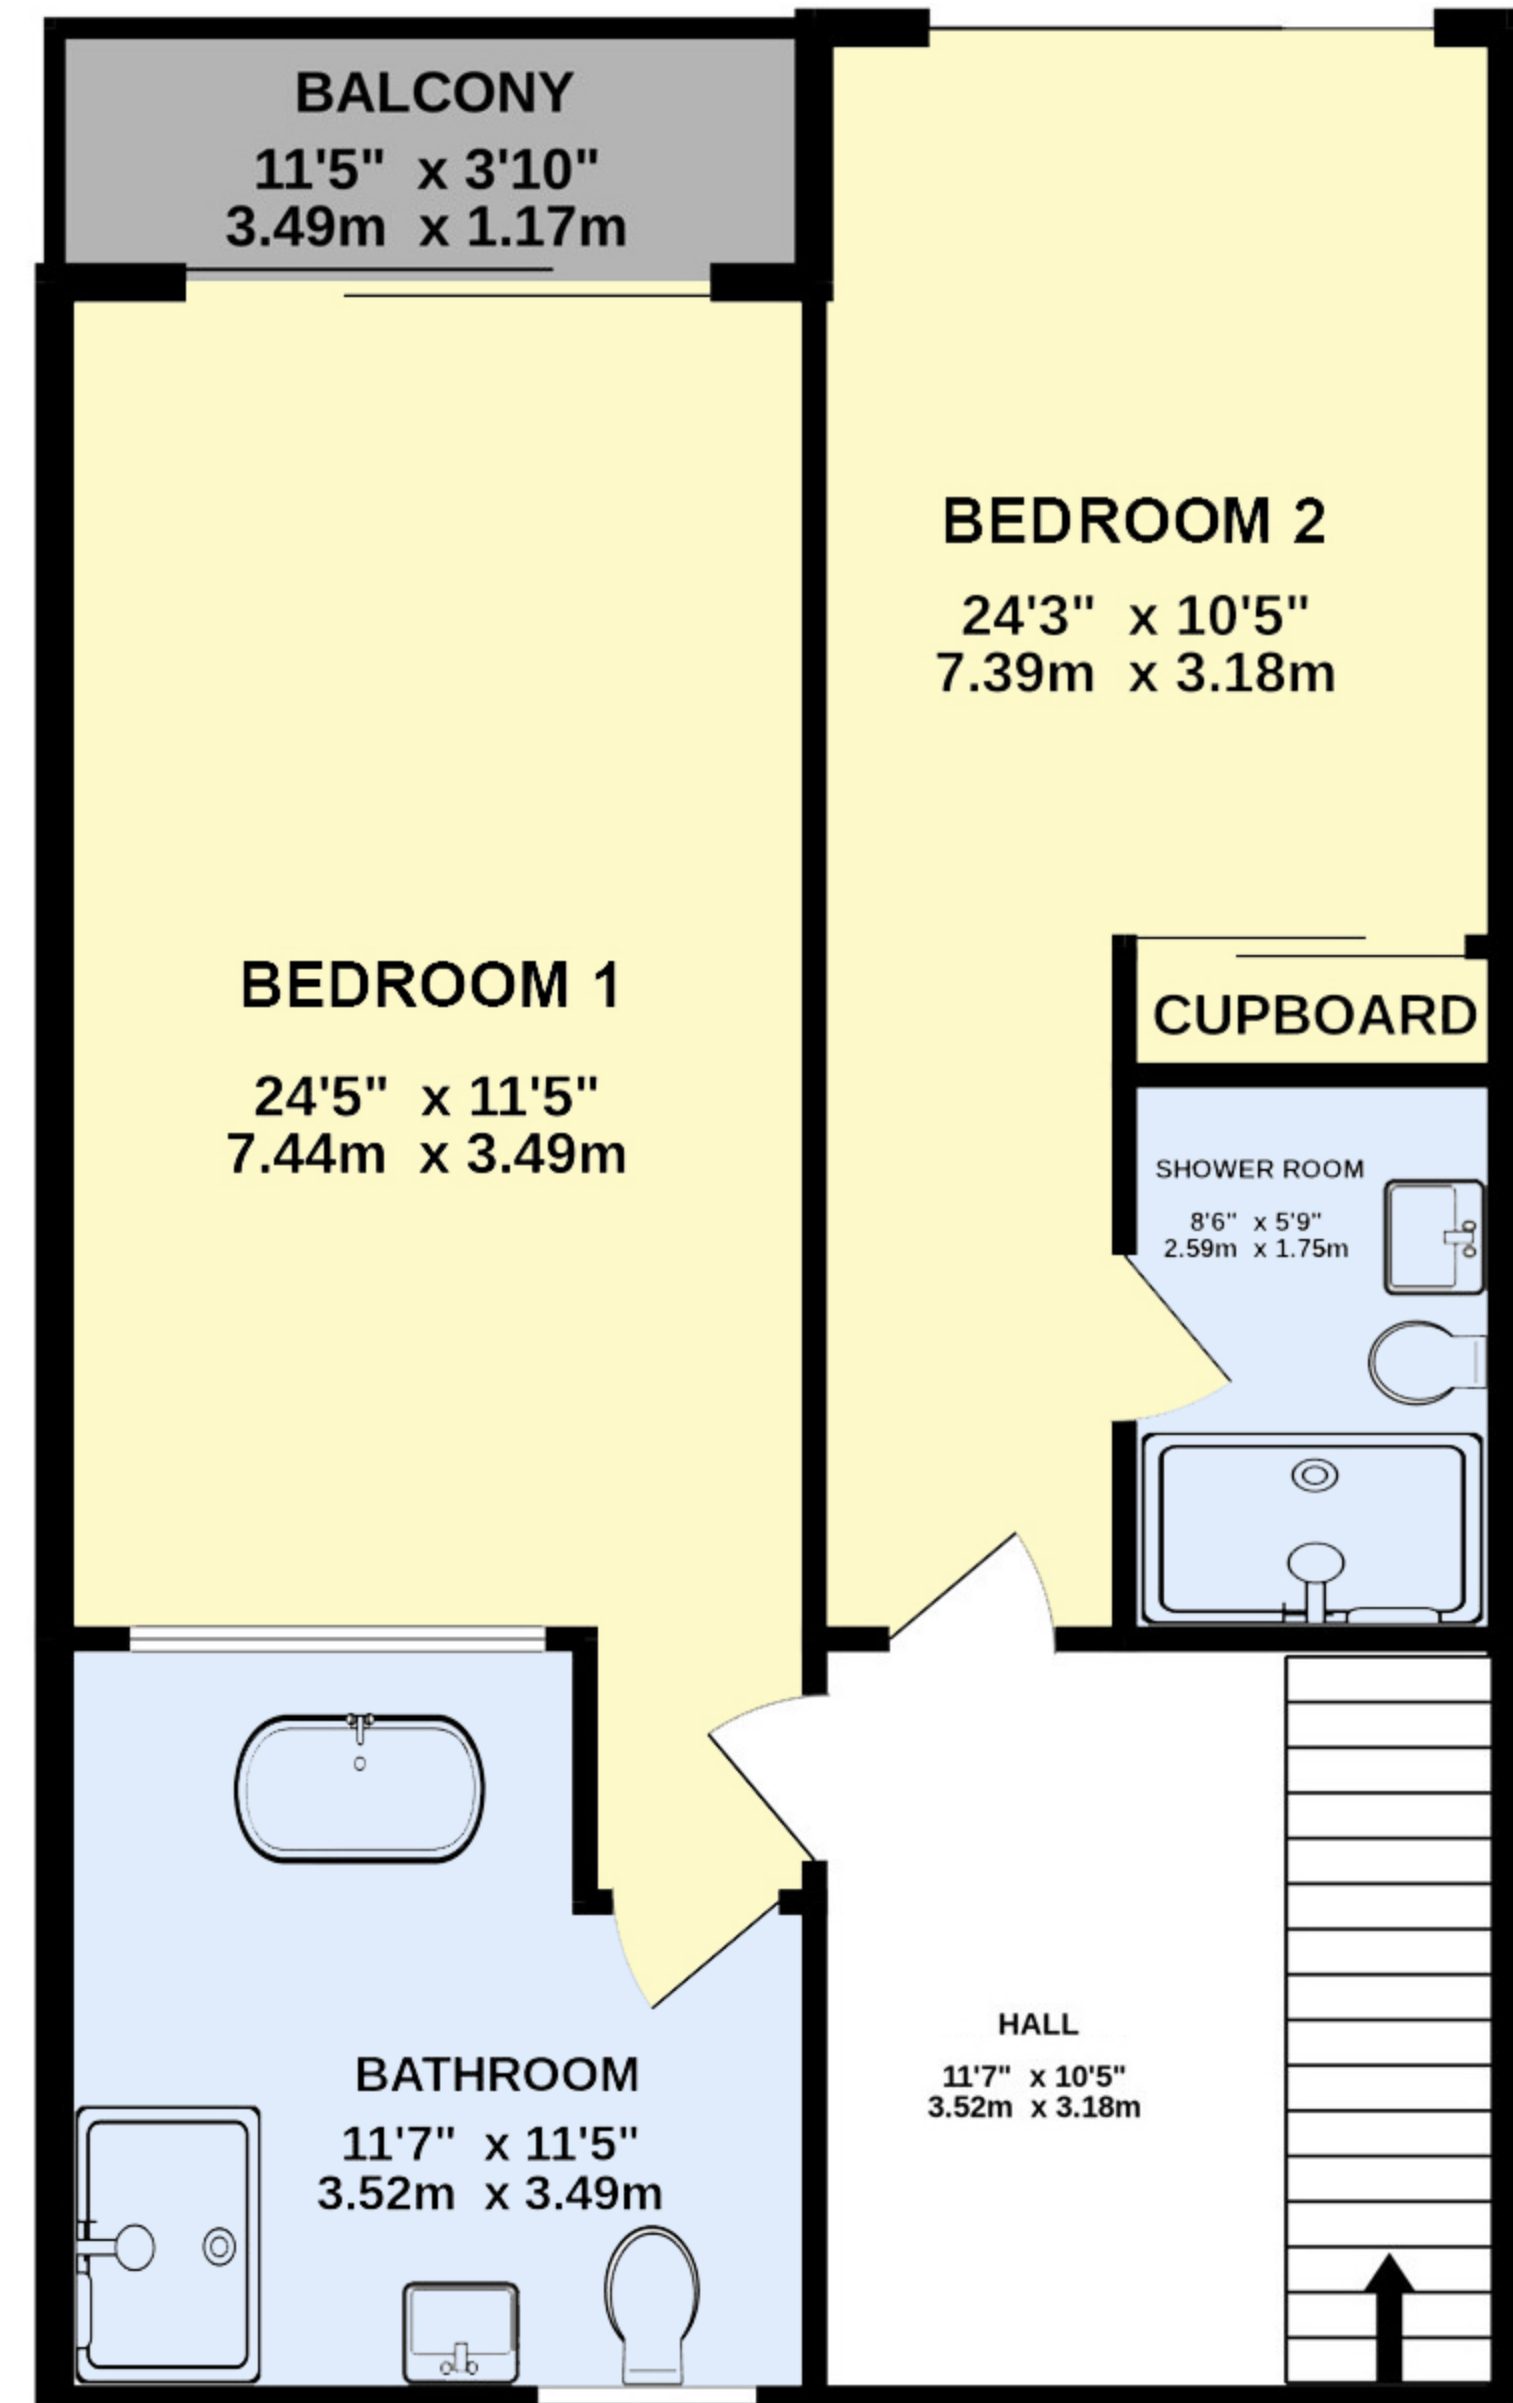 BALCONY
11'5" x 3'10"
3.49m x 1.17m
BEDROOM 2
24'3" x 10'5"
7.39m x 3.18m
BEDROOM 1
24'5" x 11'5"
7.44m x 3.49m
CUPBOARD
SHOWER ROOM
8'6" x 5'9"
2.59m x 1.75m
HALL
11'7" x 10'5"
3.52m x 3.18m
BATHROOM
11'7" x 11'5"
3.52m x 3.49m